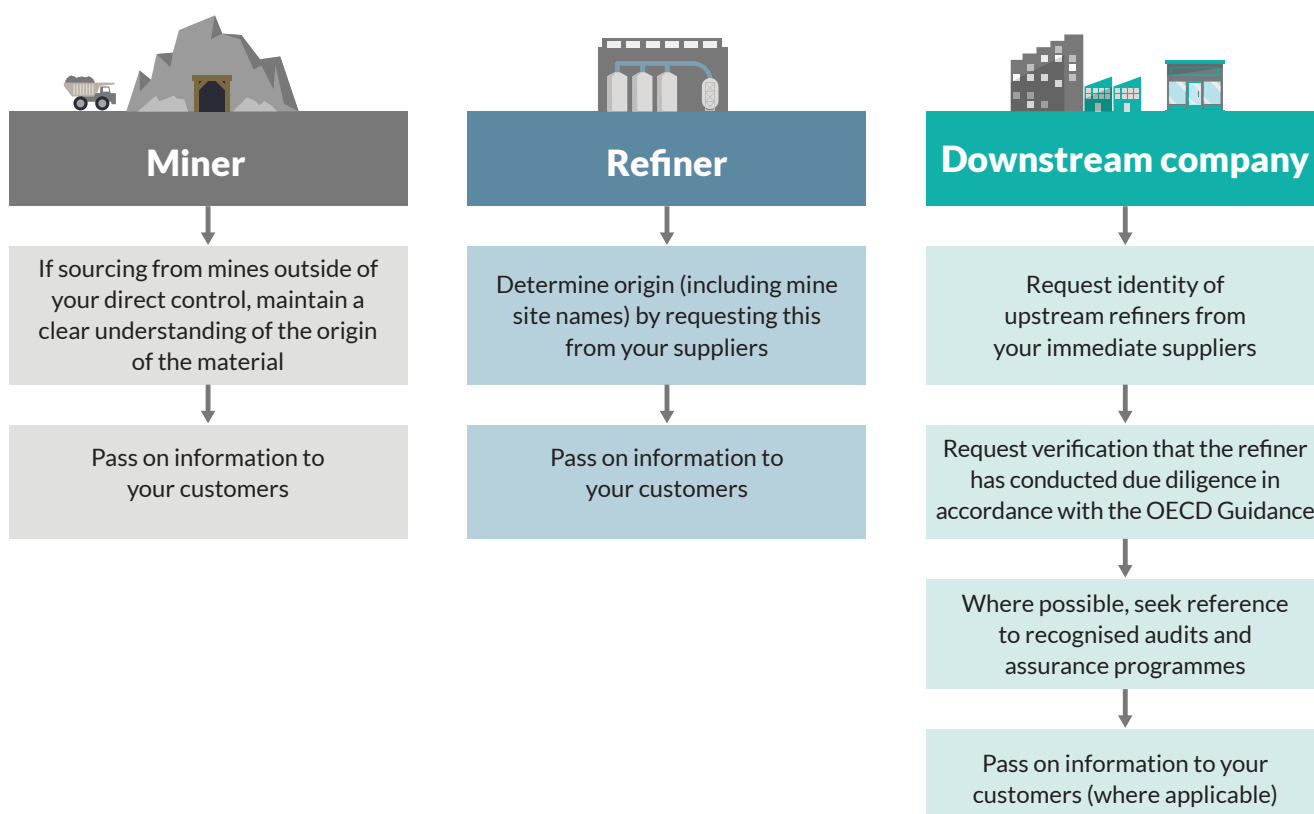 Miner
If sourcing from mines outside of
your direct control, maintain a
clear understanding of the origin
of the material
Pass on information to
your customers
Refiner
Determine origin (including mine
site names) by requesting this
from your suppliers
Pass on information to
your customers
Downstream company
Request identity of
upstream refiners from
your immediate suppliers
Request verification that the refiner
has conducted due diligence in
accordance with the OECD Guidance
Where possible, seek reference
to recognised audits and
assurance programmes
Pass on information to your
customers (where applicable)